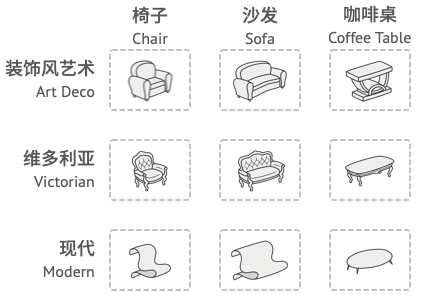 椅子
Chair
沙发
Sofa
咖啡桌
Coffee Table
装饰风艺术
Art Deco
维多利亚
Victorian
现代
Modern